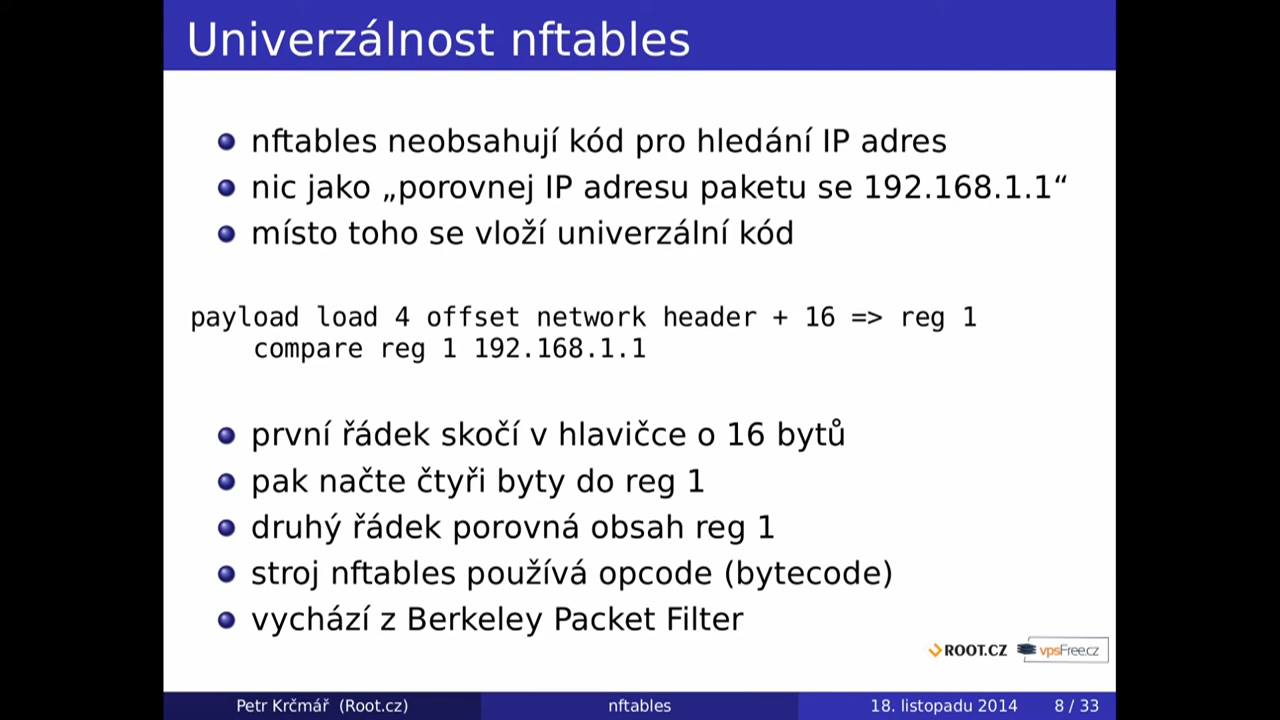 Univerzálnost nftables
nftables neobsahují kód pro hledání IP adres
nic jako „porovnej IP adresu paketu se 192.168.1.1“
místo toho se vloží univerzální kód
payload load 4 offset network header + 16 => reg 1
compare reg 1 192.168.1.1
první řádek skočí v hlavičce o 16 bytů
pak načte čtyři byty do reg 1
druhý řádek porovná obsah reg 1
stroj nftables používá opcode (bytecode)
vychází z Berkeley Packet Filter
ROOT.CZ vpsFree.cz
Petr Krčmář (Root.cz) nftables 18. listopadu 2014 8 / 33